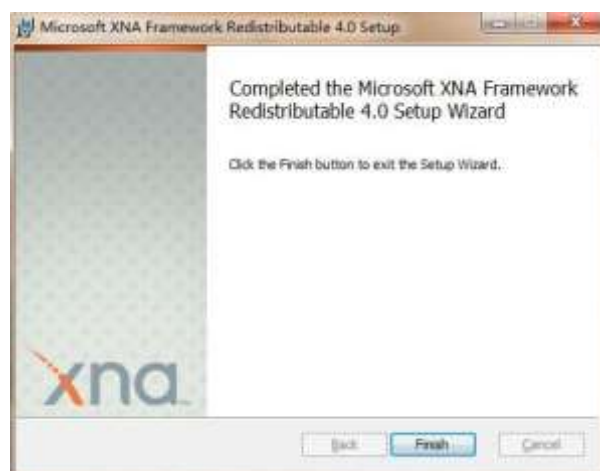 Microsoft XNA Framework Redistributable 4.0 Setup
Completed the Microsoft XNA Framework
Redistributable 4.0 Setup Wizard
Click the Finish button to exit the Setup Wizard.
xna
Back Finish Cancel